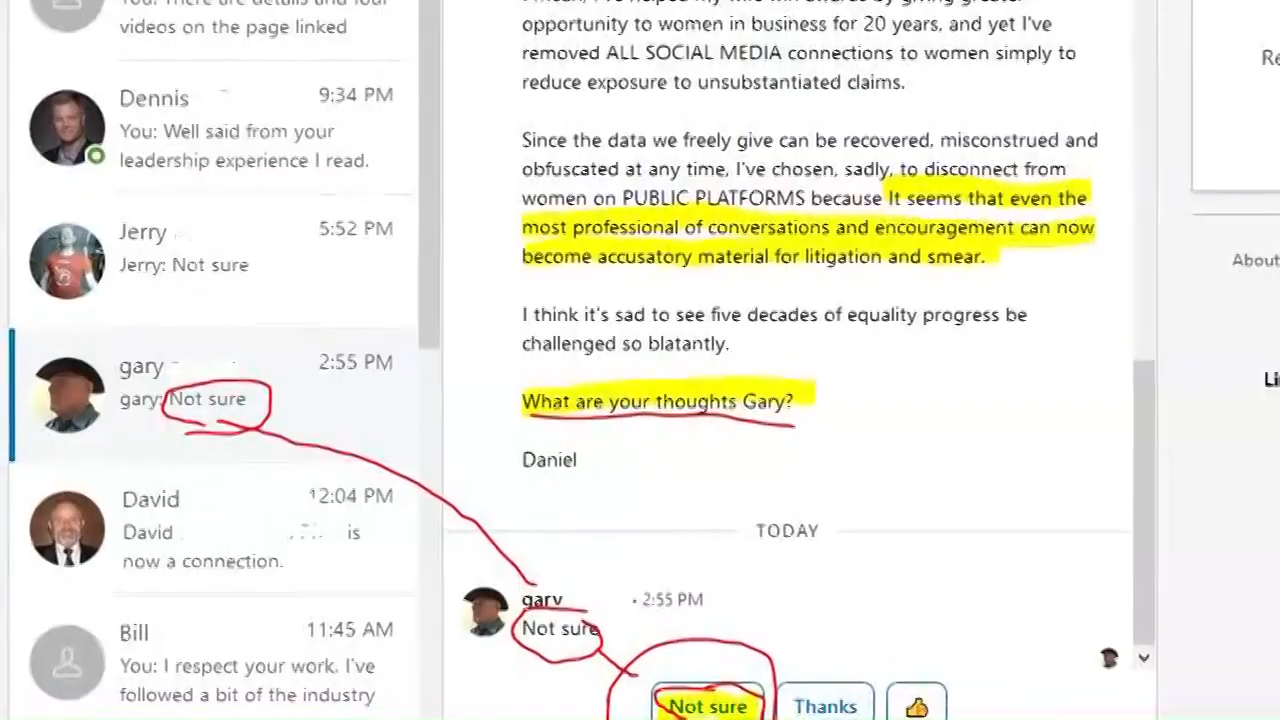 You: There are details and four
videos on the page linked
Dennis 9:34 PM
You: Well said from your
leadership experience I read.
Jerry 5:52 PM
Jerry: Not sure
gary 2:55 PM
gary: Not sure
David 12:04 PM
David is
now a connection.
Bill 11:45 AM
You: I respect your work, I've
followed a bit of the industry
opportunity to women in business for 20 years, and yet I've
removed ALL SOCIAL MEDIA connections to women simply to
reduce exposure to unsubstantiated claims.
Since the data we freely give can be recovered, misconstrued and
obfuscated at any time, I've chosen, sadly, to disconnect from
women on PUBLIC PLATFORMS because It seems that even the
most professional of conversations and encouragement can now
become accusatory material for litigation and smear.
I think it's sad to see five decades of equality progress be
challenged so blatantly.
What are your thoughts Gary?
Daniel
TODAY
gary • 2:55 PM
Not sure
Not sure Thanks
About